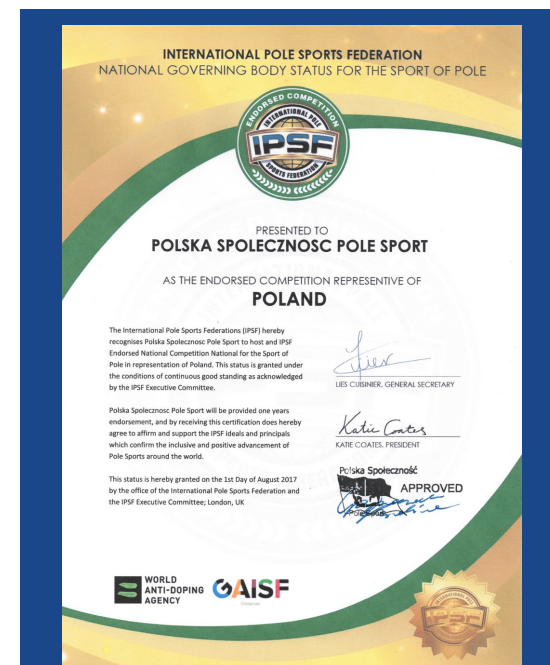 INTERNATIONAL POLE SPORTS FEDERATION
NATIONAL GOVERNING BODY STATUS FOR THE SPORT OF POLE
ENDORSED COMPETITION
INTERNATIONAL POLE
IPSF
SPORTS FEDERATION
PRESENTED TO
POLSKA SPOLECZNOSC POLE SPORT
AS THE ENDORSED COMPETITION REPRESENTIVE OF
POLAND
The International Pole Sports Federations (IPSF) hereby
recognises Polska Spolecznosc Pole Sport to host and IPSF
Endorsed National Competition National for the Sport of
Pole in representation of Poland. This status is granted under
the conditions of continuous good standing as acknowledged
by the IPSF Executive Committee.
Polska Spolecznosc Pole Sport will be provided one years
endorsement, and by receiving this certification does hereby
agree to affirm and support the IPSF ideals and principals
which confirm the inclusive and positive advancement of
Pole Sports around the world.
This status is hereby granted on the 1st Day of August 2017
by the office of the International Pole Sports Federation and
the IPSF Executive Committee; London, UK
Lies
LIES CUISINIER, GENERAL SECRETARY
Katie Coates
KATIE COATES, PRESIDENT
Polska Społeczność
APPROVED
Pole Sport
WORLD
ANTI-DOPING
AGENCY
GAISF
INTERNATIONAL POLE
IPSF